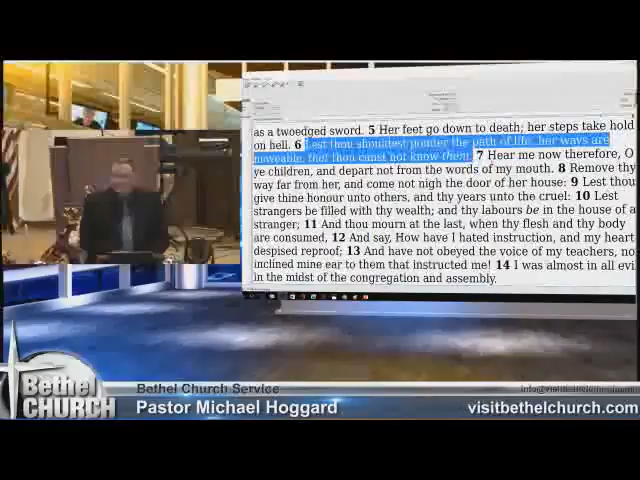 as a twoedged sword. 5 Her feet go down to death; her steps take hold
on hell. 6 Lest thou shouldest ponder the path of life, her ways are
moveable, that thou canst not know them. 7 Hear me now therefore, O
ye children, and depart not from the words of my mouth. 8 Remove thy
way far from her, and come not nigh the door of her house: 9 Lest thou
give thine honour unto others, and thy years unto the cruel: 10 Lest
strangers be filled with thy wealth; and thy labours be in the house of a
stranger; 11 And thou mourn at the last, when thy flesh and thy body
are consumed, 12 And say, How have I hated instruction, and my heart
despised reproof; 13 And have not obeyed the voice of my teachers, no
inclined mine ear to them that instructed me! 14 I was almost in all evi
in the midst of the congregation and assembly.
Bethel
CHURCH
Bethel Church Service
Pastor Michael Hoggard
visitbethelchurch.com